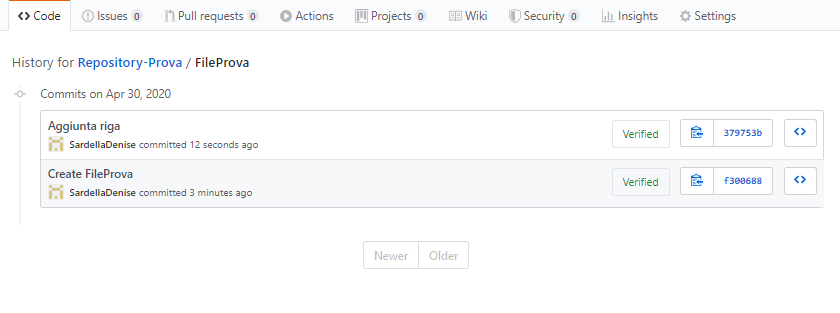 Code Issues 0 Pull requests 0 Actions Projects 0 Wiki Security 0 Insights Settings
History for Repository-Prova / FileProva
Commits on Apr 30, 2020
Aggiunta riga
SardellaDenise committed 12 seconds ago
Verified 379753b
Create FileProva
SardellaDenise committed 3 minutes ago
Verified f300688
Newer Older